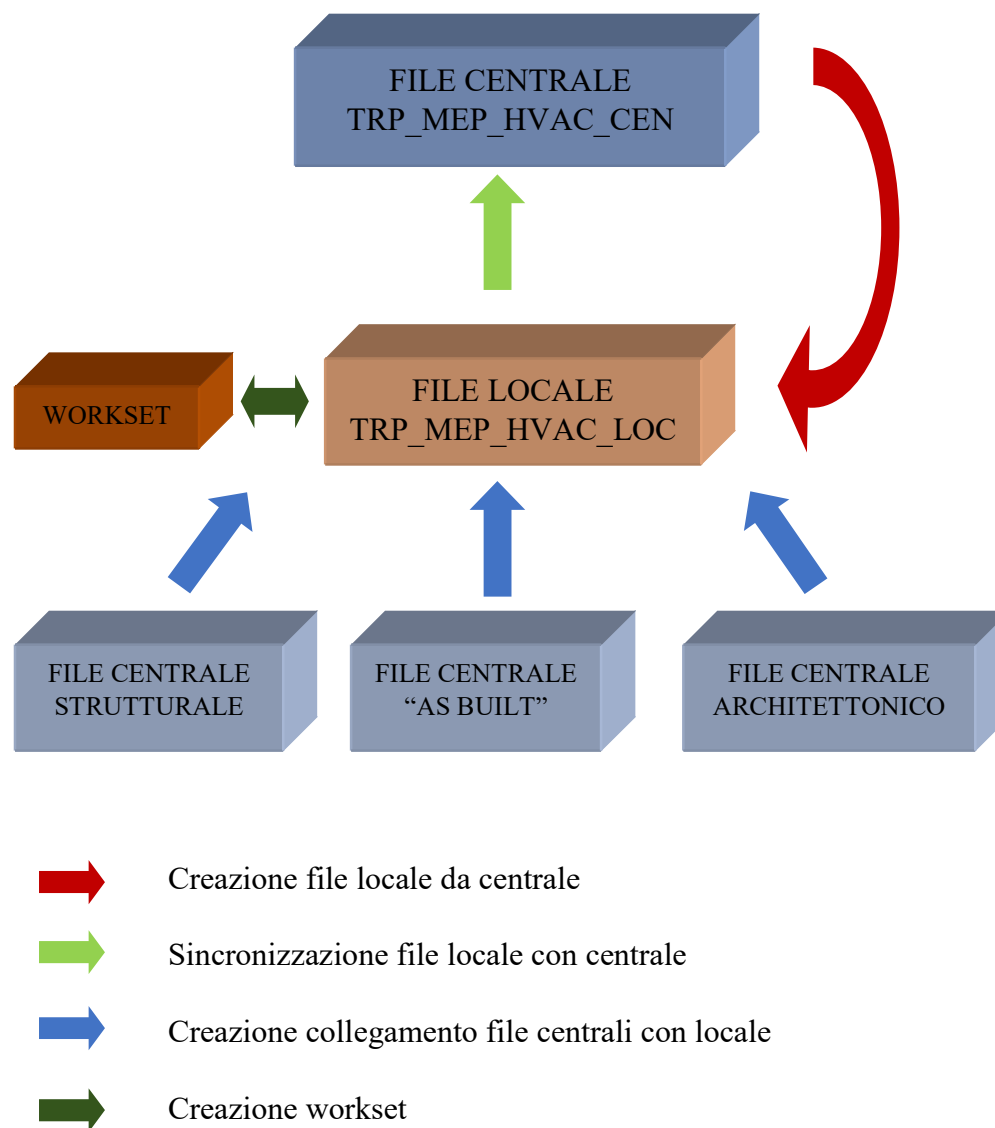 FILE CENTRALE
TRP_MEP_HVAC_CEN
WORKSET
FILE LOCALE
TRP_MEP_HVAC_LOC
FILE CENTRALE
STRUTTURALE
FILE CENTRALE
“AS BUILT”
FILE CENTRALE
ARCHITETTONICO
Creazione file locale da centrale
Sincronizzazione file locale con centrale
Creazione collegamento file centrali con locale
Creazione workset